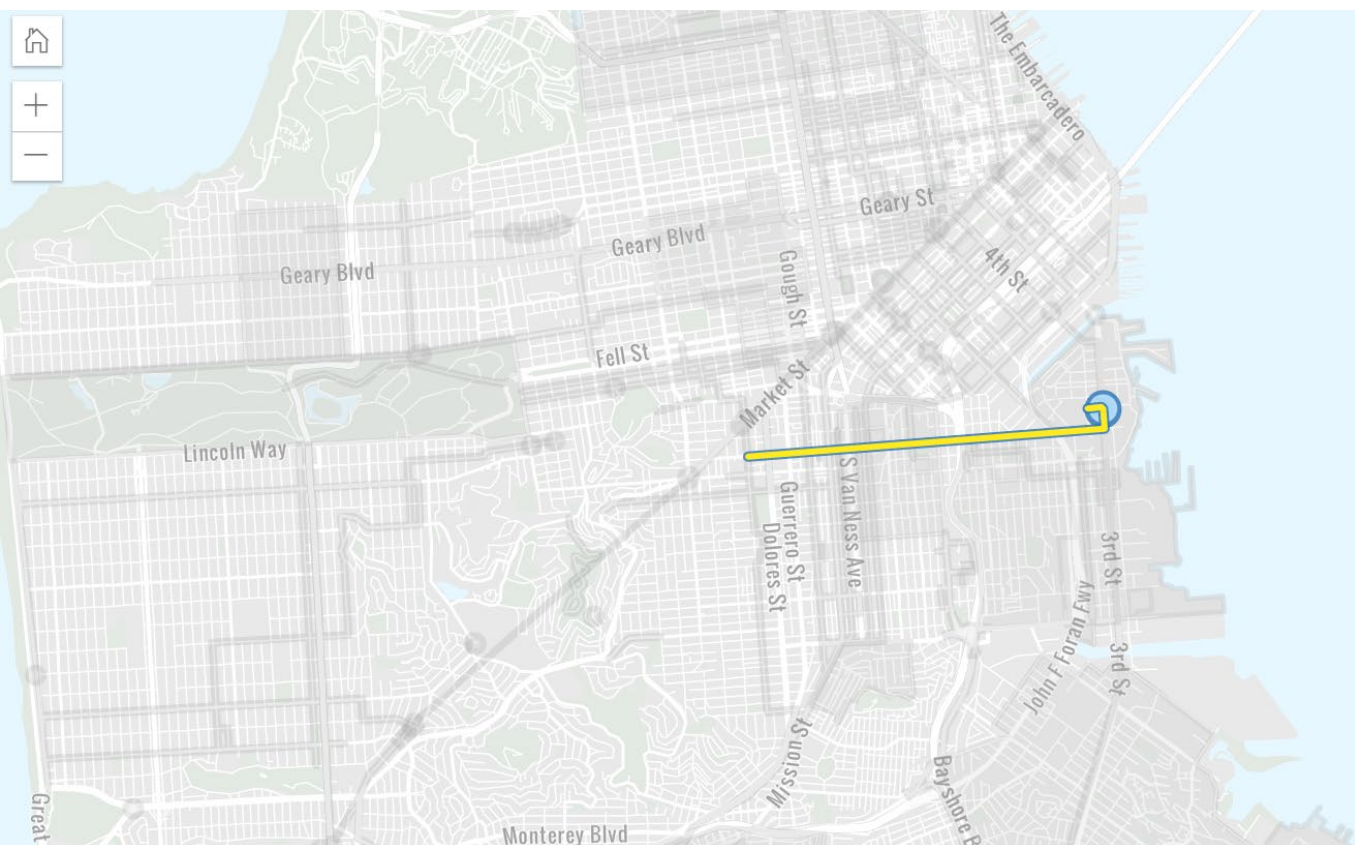 The Embarcadero
Geary St
Geary Blvd
Geary Blvd
4th St
Gough St
Fell St
Market St
Lincoln Way
S Van Ness Ave
Guerrero St
Dolores St
3rd St
John F Foran Fwy
3rd St
Mission St
Bayshore B
Great
Monterey Blvd